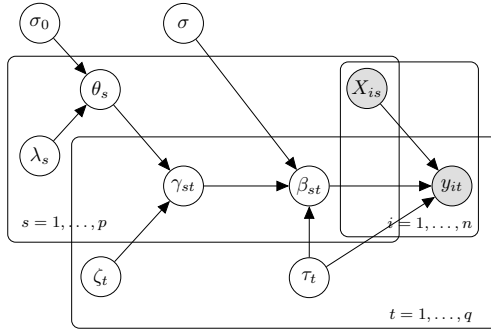 σ₀
σ
θₛ
Xᵢₛ
λₛ
γₛₜ
βₛₜ
yᵢₜ
s = 1, . . . , p
i = 1, . . . , n
ζₜ
τₜ
t = 1, . . . , q